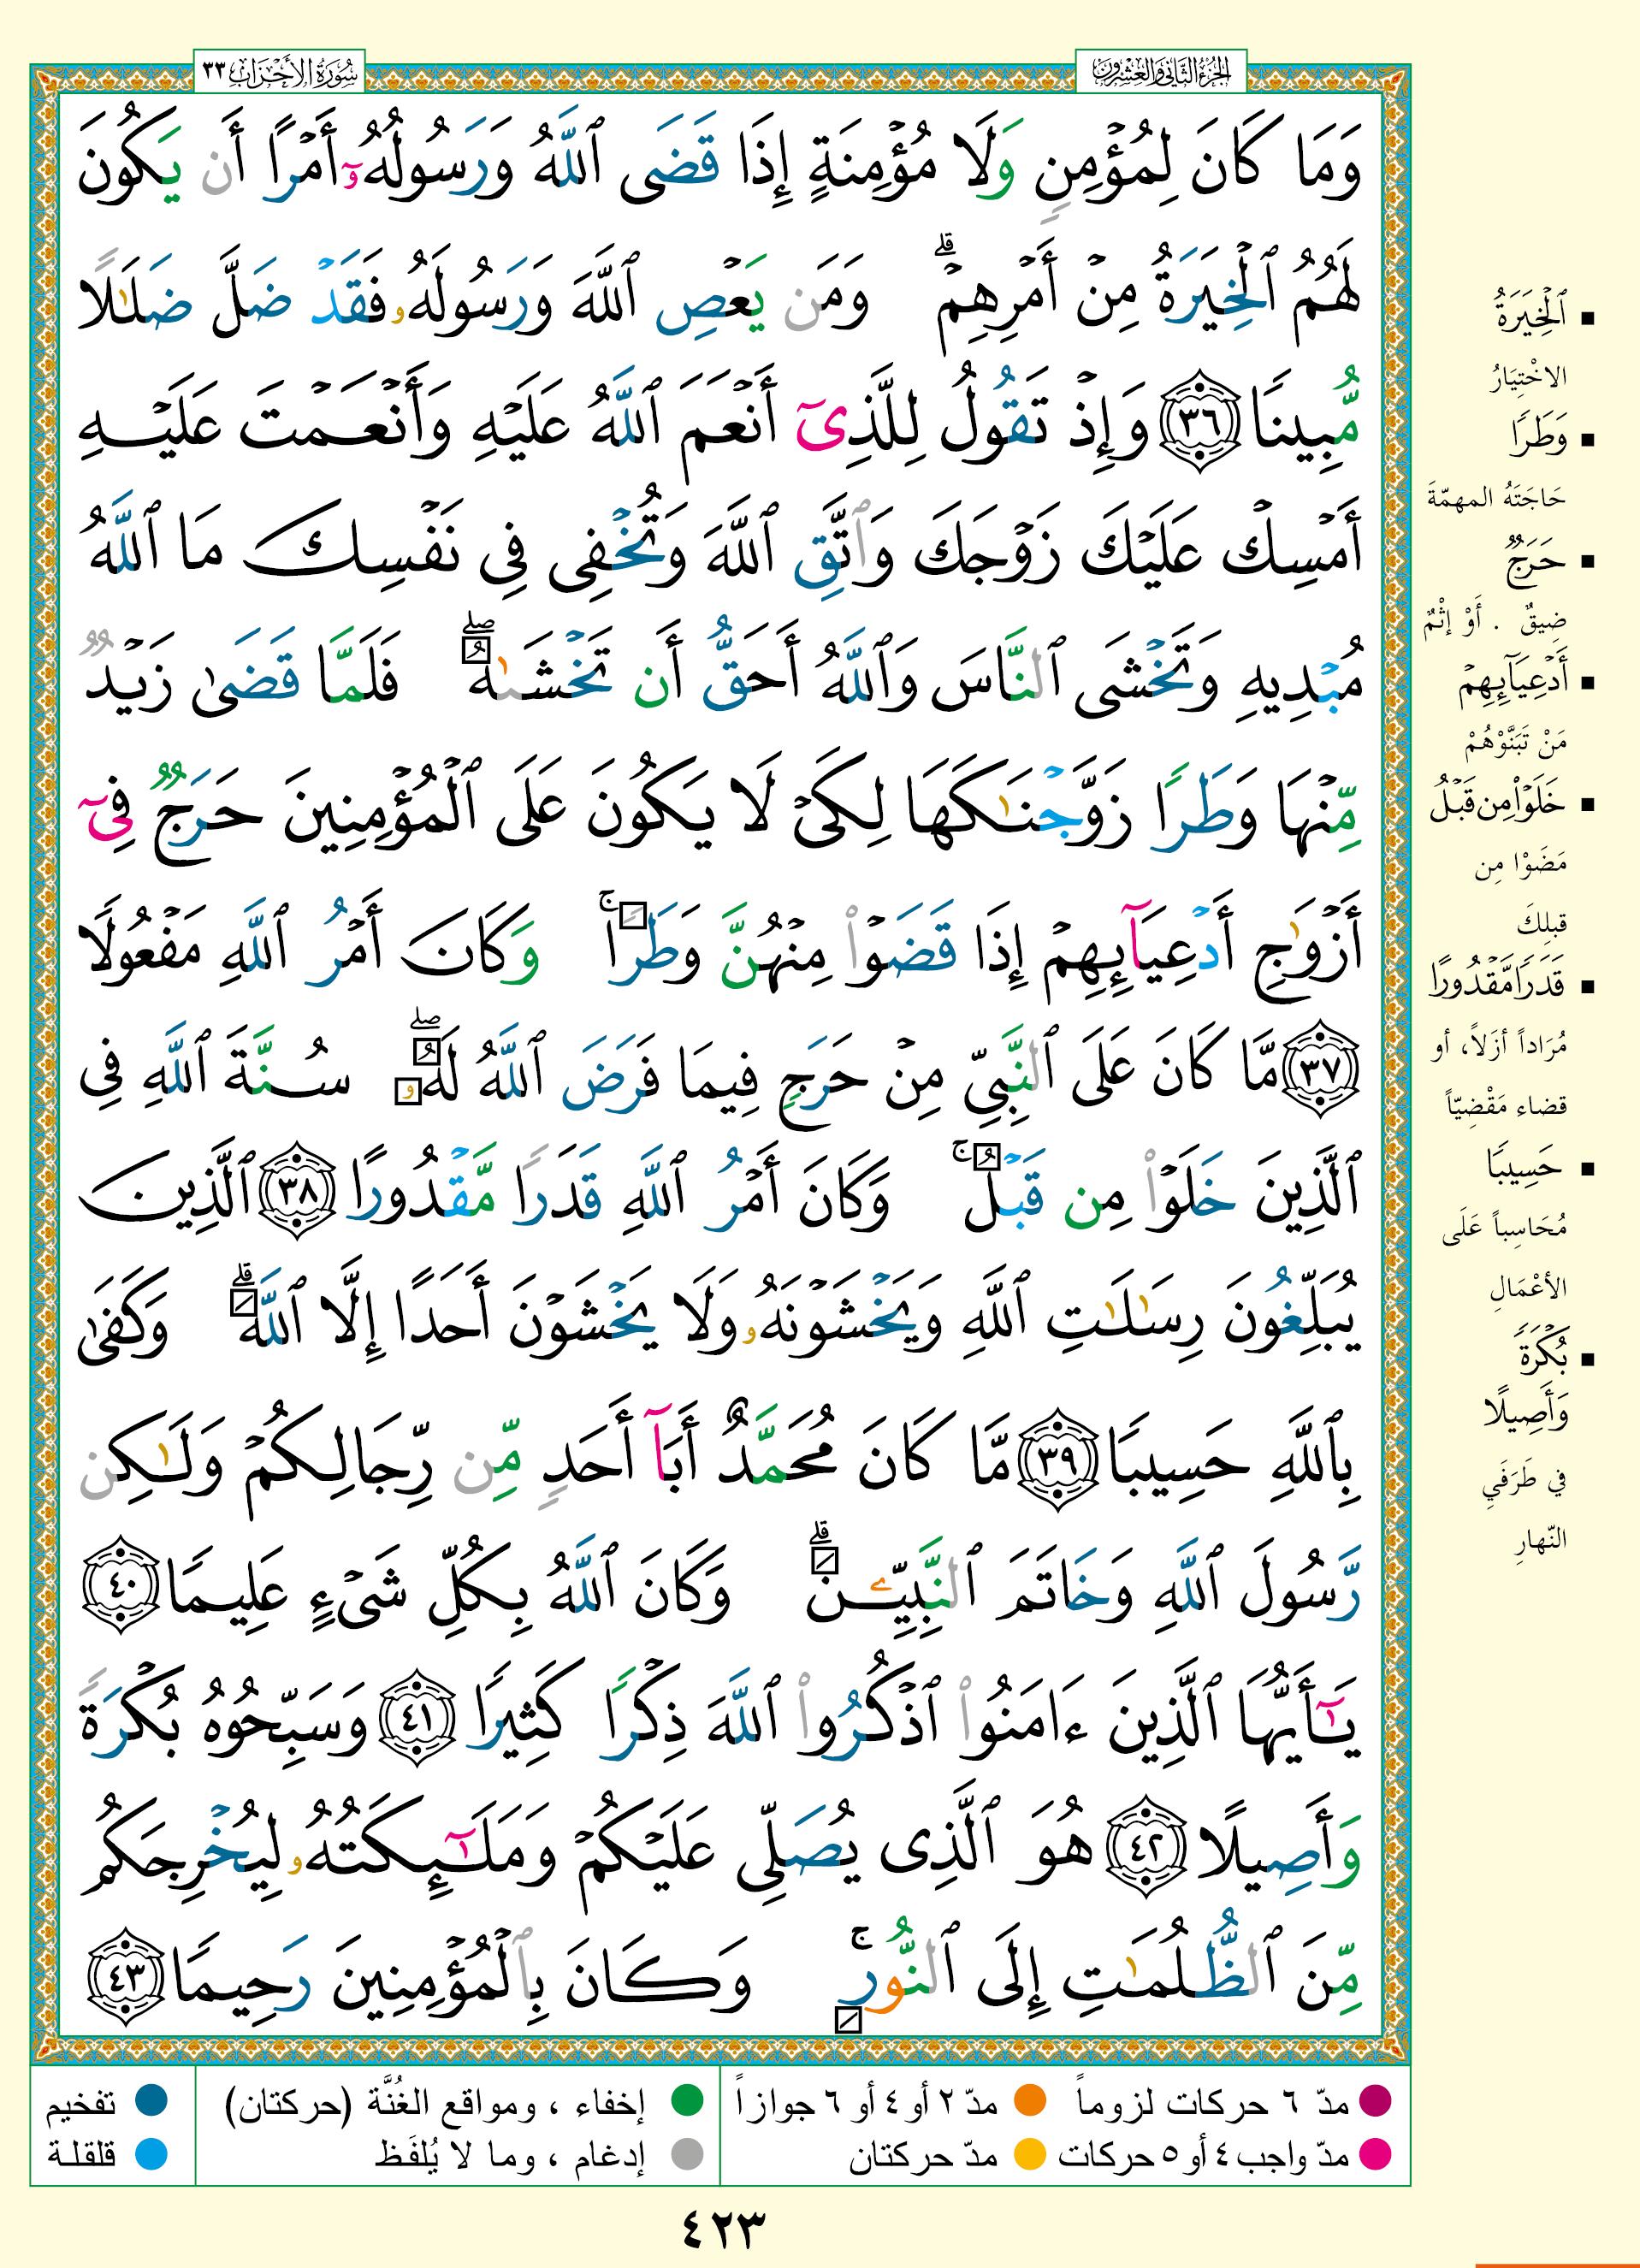 الجزء الثاني والعشرون
سورة الأحزاب ٣٣
وَمَا كَانَ لِمُؤْمِنٍ وَلَا مُؤْمِنَةٍ إِذَا قَضَى ٱللَّهُ وَرَسُولُهُۥٓ أَمْرًا أَن يَكُونَ
لَهُمُ ٱلْخِيَرَةُ مِنْ أَمْرِهِمْ ۗ وَمَن يَعْصِ ٱللَّهَ وَرَسُولَهُۥ فَقَدْ ضَلَّ ضَلَـٰلًا
مُّبِينًا ٣٦ وَإِذْ تَقُولُ لِلَّذِىٓ أَنْعَمَ ٱللَّهُ عَلَيْهِ وَأَنْعَمْتَ عَلَيْهِ
أَمْسِكْ عَلَيْكَ زَوْجَكَ وَٱتَّقِ ٱللَّهَ وَتُخْفِى فِى نَفْسِكَ مَا ٱللَّهُ
مُبْدِيهِ وَتَخْشَى ٱلنَّاسَ وَٱللَّهُ أَحَقُّ أَن تَخْشَىٰهُ ۖ فَلَمَّا قَضَىٰ زَيْدٌ
مِّنْهَا وَطَرًا زَوَّجْنَـٰكَهَا لِكَىْ لَا يَكُونَ عَلَى ٱلْمُؤْمِنِينَ حَرَجٌ فِىٓ
أَزْوَٰجِ أَدْعِيَآئِهِمْ إِذَا قَضَوْا۟ مِنْهُنَّ وَطَرًا ۚ وَكَانَ أَمْرُ ٱللَّهِ مَفْعُولًا
٣٧ مَّا كَانَ عَلَى ٱلنَّبِىِّ مِنْ حَرَجٍ فِيمَا فَرَضَ ٱللَّهُ لَهُۥ ۖ سُنَّةَ ٱللَّهِ فِى
ٱلَّذِينَ خَلَوْا۟ مِن قَبْلُ ۚ وَكَانَ أَمْرُ ٱللَّهِ قَدَرًا مَّقْدُورًا ٣٨ ٱلَّذِينَ
يُبَلِّغُونَ رِسَـٰلَـٰتِ ٱللَّهِ وَيَخْشَوْنَهُۥ وَلَا يَخْشَوْنَ أَحَدًا إِلَّا ٱللَّهَ ۗ وَكَفَىٰ
بِٱللَّهِ حَسِيبًا ٣٩ مَّا كَانَ مُحَمَّدٌ أَبَآ أَحَدٍ مِّن رِّجَالِكُمْ وَلَـٰكِن
رَّسُولَ ٱللَّهِ وَخَاتَمَ ٱلنَّبِيِّـۧنَ ۗ وَكَانَ ٱللَّهُ بِكُلِّ شَىْءٍ عَلِيمًا ٤٠
يَـٰٓأَيُّهَا ٱلَّذِينَ ءَامَنُوا۟ ٱذْكُرُوا۟ ٱللَّهَ ذِكْرًا كَثِيرًا ٤١ وَسَبِّحُوهُ بُكْرَةً
وَأَصِيلًا ٤٢ هُوَ ٱلَّذِى يُصَلِّى عَلَيْكُمْ وَمَلَـٰٓئِكَتُهُۥ لِيُخْرِجَكُم
مِّنَ ٱلظُّلُمَـٰتِ إِلَى ٱلنُّورِ ۚ وَكَانَ بِٱلْمُؤْمِنِينَ رَحِيمًا ٤٣
ٱلْخِيَرَةُ
الاخْتِيَارُ
وَطَرًا
حَاجَتَهُ المهمّةَ
حَرَجٌ
ضِيقٌ . أَوْ إِثْمٌ
أَدْعِيَآئِهِمْ
مَنْ تَبَنَّوْهُمْ
خَلَوْا۟ مِن قَبْلُ
مَضَوْا مِن
قبلِكَ
قَدَرًا مَّقْدُورًا
مُرَاداً أزَلاً، أو
قضاء مَقْضِيّاً
حَسِيبًا
مُحَاسِباً عَلَى
الأعْمَالِ
بُكْرَةً
وَأَصِيلًا
في طَرَفَيِ
النّهارِ
مدّ ٦ حركات لزوماً
مدّ ٢ أو ٤ أو ٦ جوازاً
إخفاء ، ومواقع الغُنَّة (حركتان)
تفخيم
مدّ واجب ٤ أو ٥ حركات
مدّ حركتان
إدغام ، وما لا يُلفَظ
قلقلة
٤٢٣